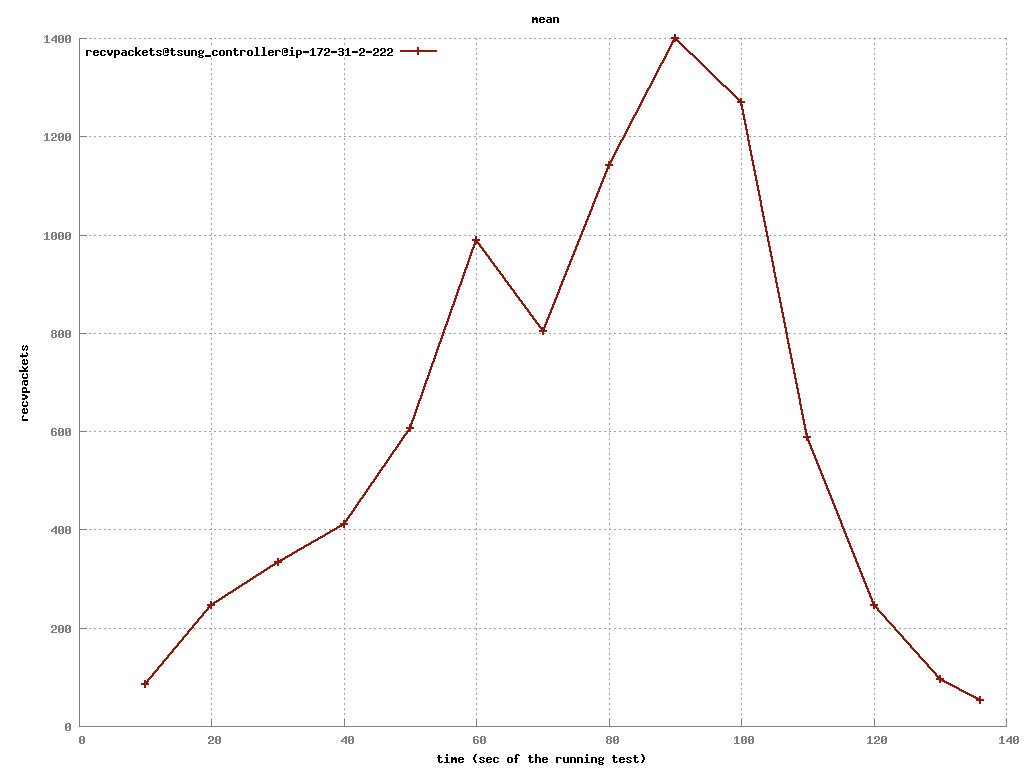 mean
recvpackets@tsung_controller@ip-172-31-2-222
1400
1200
1000
800
600
400
200
0
recvpackets
0 20 40 60 80 100 120 140
time (sec of the running test)